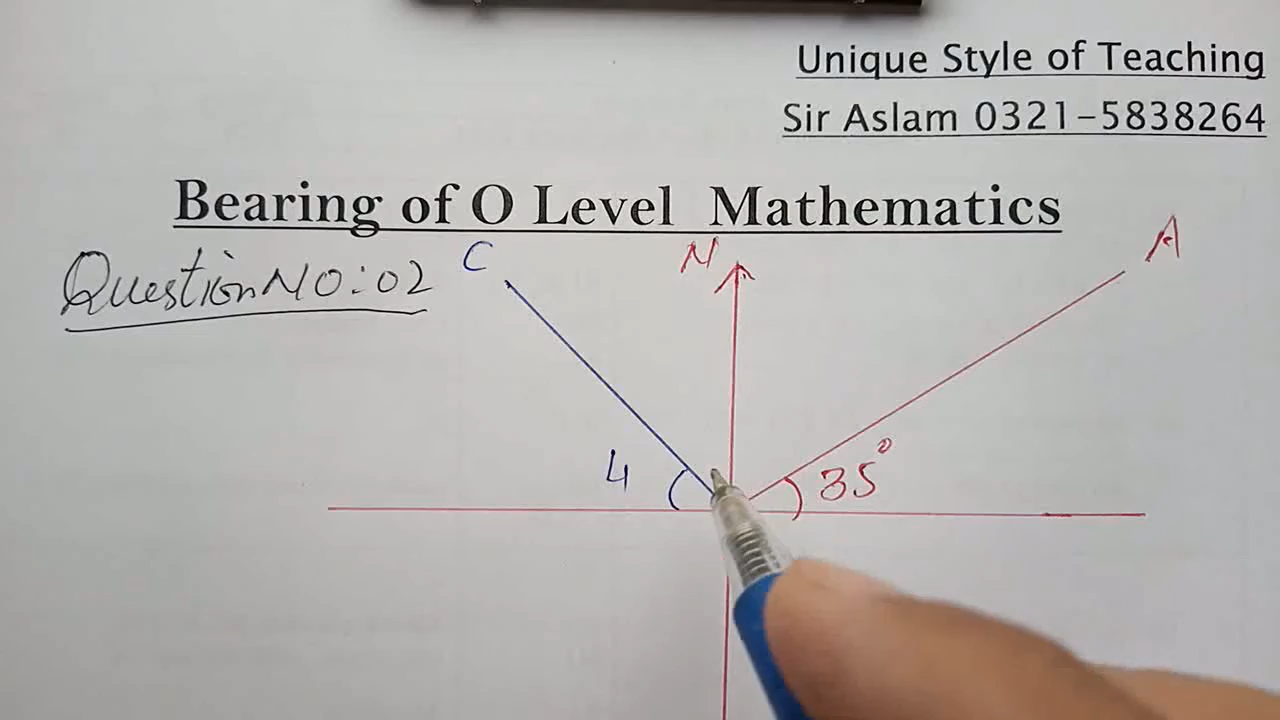 Unique Style of Teaching
Sir Aslam 0321-5838264
Bearing of O Level Mathematics
Question NO:02
C
N
A
4
35°